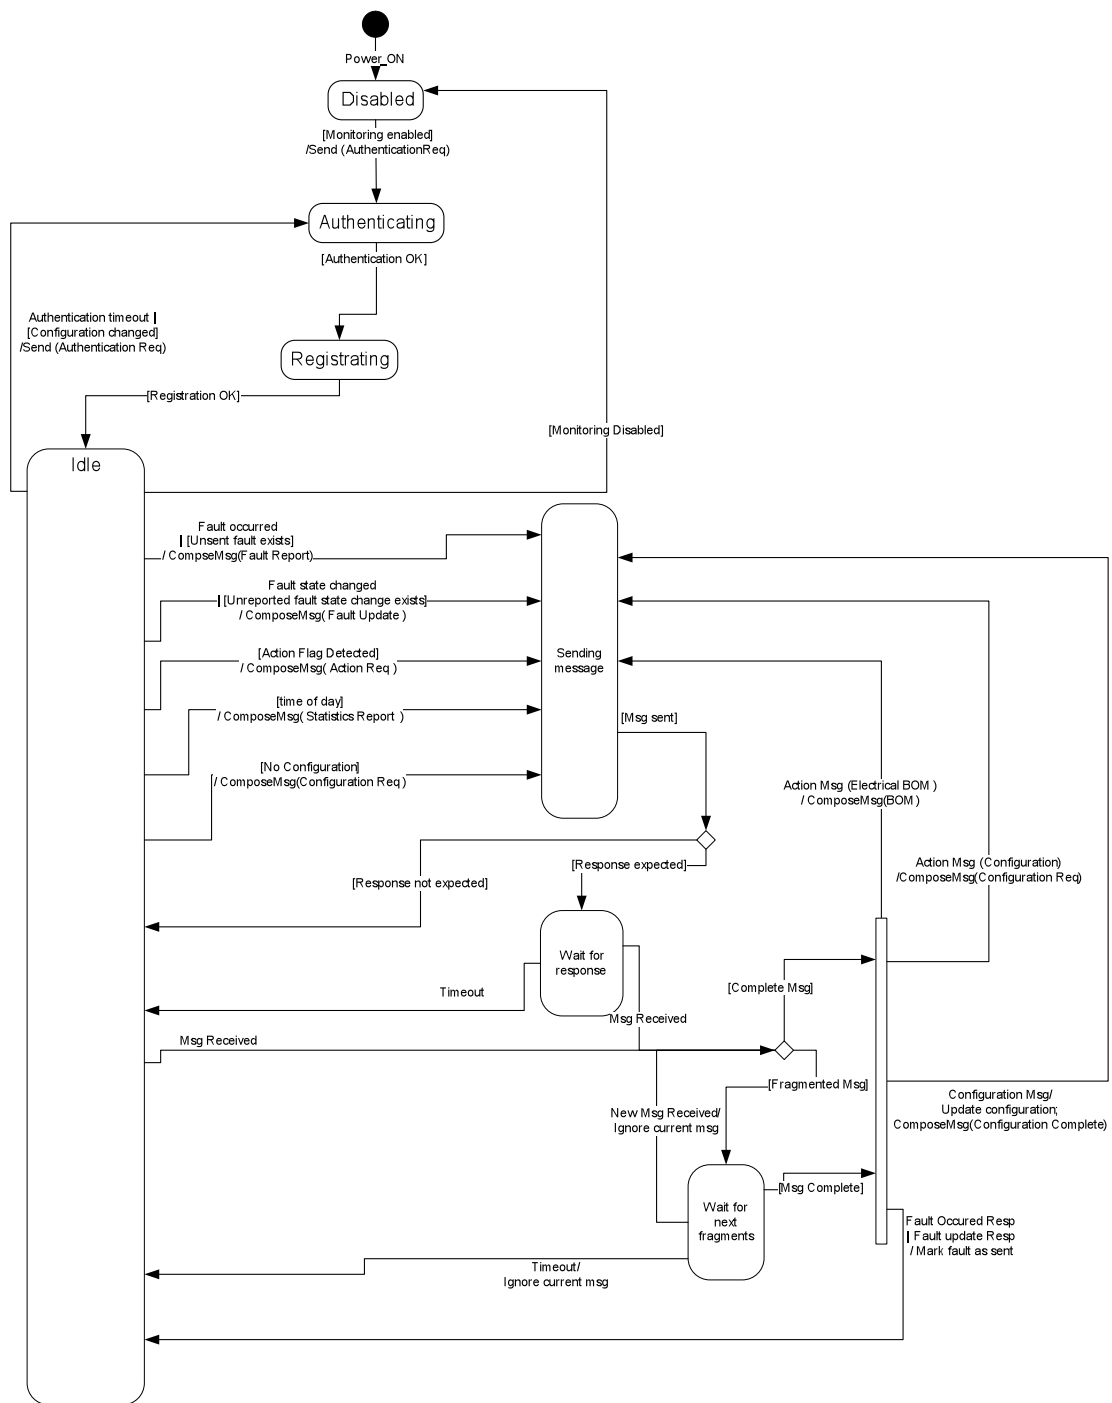 Power_ON
Disabled
[Monitoring enabled]
/Send (AuthenticationReq)
Authenticating
[Authentication OK]
Authentication timeout |
[Configuration changed]
/Send (Authentication Req)
Registrating
[Registration OK]
[Monitoring Disabled]
Idle
Fault occurred
| [Unsent fault exists]
/ CompseMsg(Fault Report)
Fault state changed
| [Unreported fault state change exists]
/ ComposeMsg( Fault Update )
[Action Flag Detected]
/ ComposeMsg( Action Req )
[time of day]
/ ComposeMsg( Statistics Report )
[No Configuration]
/ ComposeMsg(Configuration Req )
Sending
message
[Msg sent]
Action Msg (Electrical BOM )
/ ComposeMsg(BOM )
Action Msg (Configuration)
/ComposeMsg(Configuration Req)
[Response expected]
[Response not expected]
Wait for
response
Timeout
[Complete Msg]
Msg Received
Msg Received
[Fragmented Msg]
Configuration Msg/
Update configuration;
ComposeMsg(Configuration Complete)
New Msg Received/
Ignore current msg
Wait for
next
fragments
[Msg Complete]
Fault Occured Resp
| Fault update Resp
/ Mark fault as sent
Timeout/
Ignore current msg